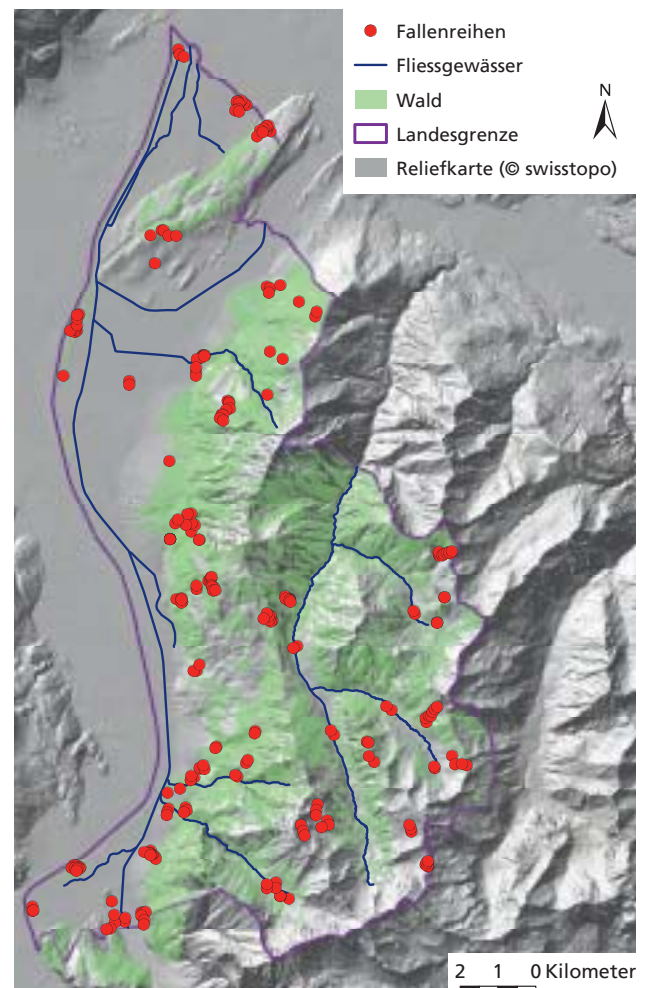 Fallenreihen
Fliessgewässer
Wald
Landesgrenze
Reliefkarte (© swisstopo)
N
2 1 0 Kilometer